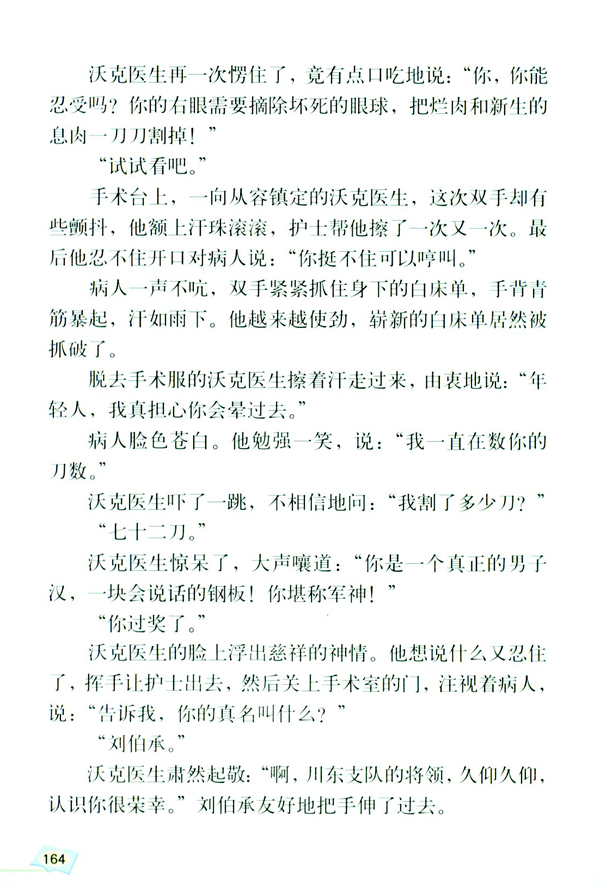 沃克医生再一次愣住了，竟有点口吃地说：“你，你能
忍受吗？你的右眼需要摘除坏死的眼球，把烂肉和新生的
息肉一刀刀割掉！”
“试试看吧。”
手术台上，一向从容镇定的沃克医生，这次双手却有
些颤抖，他额上汗珠滚滚，护士帮他擦了一次又一次。最
后他忍不住开口对病人说：“你挺不住可以哼叫。”
病人一声不吭，双手紧紧抓住身下的白床单，手背青
筋暴起，汗如雨下。他越来越使劲，崭新的白床单居然被
抓破了。
脱去手术服的沃克医生擦着汗走过来，由衷地说：“年
轻人，我真担心你会晕过去。”
病人脸色苍白。他勉强一笑，说：“我一直在数你的
刀数。”
沃克医生吓了一跳，不相信地问：“我割了多少刀？”
“七十二刀。”
沃克医生惊呆了，大声嚷道：“你是一个真正的男子
汉，一块会说话的钢板！你堪称军神！”
“你过奖了。”
沃克医生的脸上浮出慈祥的神情。他想说什么又忍住
了，挥手让护士出去，然后关上手术室的门，注视着病人，
说：“告诉我，你的真名叫什么？”
“刘伯承。”
沃克医生肃然起敬：“啊，川东支队的将领，久仰久仰，
认识你很荣幸。”刘伯承友好地把手伸了过去。
164